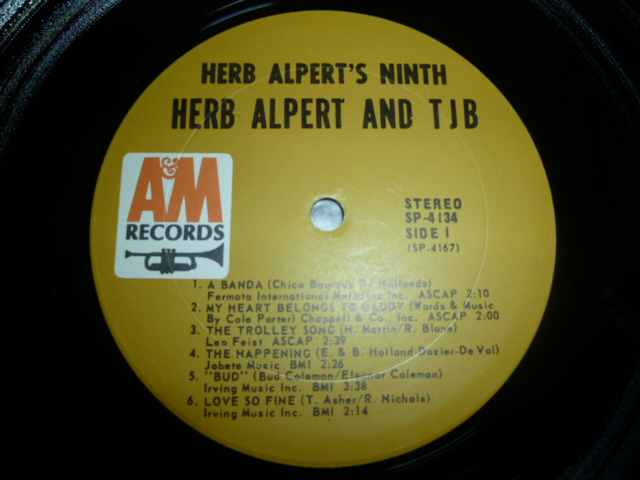 HERB ALPERT'S NINTH
HERB ALPERT AND TJB
A&M
RECORDS
STEREO
SP-4134
SIDE 1
(SP-4167)
1. A BANDA (Chico Buarque De Hollanda)
Fermata International Melodies Inc. ASCAP 2:10
2. MY HEART BELONGS TO DADDY (Words & Music
By Cole Porter) Chappell & Co., Inc. ASCAP 2:00
3. THE TROLLEY SONG (H. Martin/R. Blane)
Leo Feist ASCAP 2:39
4. THE HAPPENING (E. & B. Holland-Dozier-De Vol)
Jobete Music BMI 2:26
5. "BUD" (Bud Coleman/Eleanor Coleman)
Irving Music Inc. BMI 3:38
6. LOVE SO FINE (T. Asher/R. Nichols)
Irving Music Inc. BMI 2:14